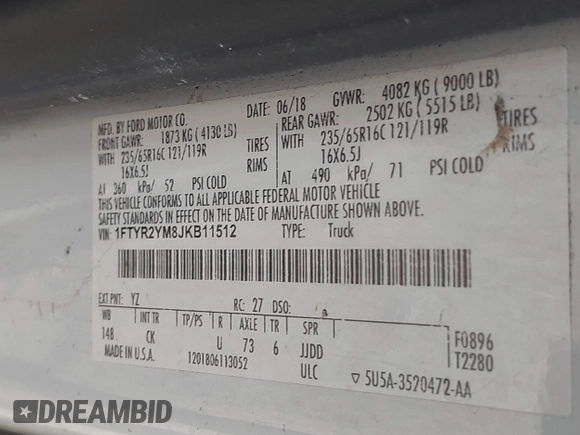 MFD. BY FORD MOTOR CO.
DATE: 06/18 GVWR: 4082 KG ( 9000 LB)
FRONT GAWR: 1873 KG ( 4130 LB)
REAR GAWR: 2502 KG ( 5515 LB)
WITH 235/65R16C 121/119R TIRES
WITH 235/65R16C 121/119R TIRES
16X6.5J RIMS
16X6.5J RIMS
AT 360 kPa/ 52 PSI COLD
AT 490 kPa/ 71 PSI COLD
THIS VEHICLE CONFORMS TO ALL APPLICABLE FEDERAL MOTOR VEHICLE
SAFETY STANDARDS IN EFFECT ON THE DATE OF MANUFACTURE SHOWN ABOVE.
VIN: 1FTYR2YM8JKB11512 TYPE: Truck
EXT PNT: YZ RC: 27 DSO:
WB INT TR TP/PS R AXLE TR SPR
148. CK U 73 6 JJDD
F0896
T2280
MADE IN U.S.A. 1201806113052 ULC
▽ 5U5A-3520472-AA
DREAMBID